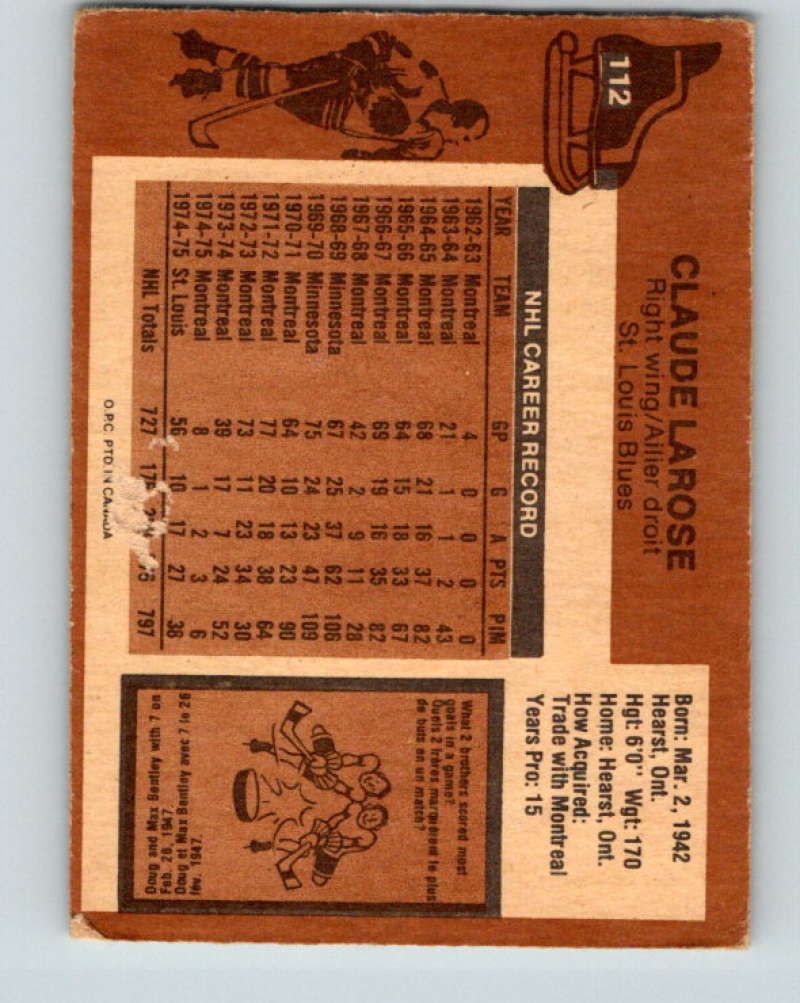 112
CLAUDE LAROSE
Right wing/Ailier droit
St. Louis Blues
NHL CAREER RECORD
YEAR TEAM GP G A PTS PIM
1962-63 Montreal 4 0 0 0 0
1963-64 Montreal 21 1 1 2 43
1964-65 Montreal 68 21 16 37 82
1965-66 Montreal 64 15 18 33 67
1966-67 Montreal 69 19 16 35 82
1967-68 Montreal 42 2 9 11 28
1968-69 Minnesota 67 25 37 62 106
1969-70 Minnesota 75 24 23 47 109
1970-71 Montreal 64 10 13 23 90
1971-72 Montreal 77 20 18 38 64
1972-73 Montreal 73 11 23 34 30
1973-74 Montreal 39 17 7 24 52
1974-75 Montreal 8 1 2 3 6
1974-75 St. Louis 56 10 17 27 38
NHL Totals 727 797
O.P.C. PTD. IN CANADA
Born: Mar. 2, 1942
Hearst, Ont.
Hgt: 6'0" Wgt: 170
Home: Hearst, Ont.
How Acquired:
Trade with Montreal
Years Pro: 15
What 2 brothers scored most
goals in a game?
Quels 2 frères marquèrent le plus
de buts en un match?
Doug and Max Bentley with 7 on
Feb. 26, 1947.
Doug et Max Bentley avec 7 le 26
fev. 1947.